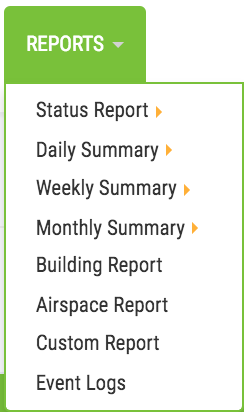 REPORTS
Status Report
Daily Summary
Weekly Summary
Monthly Summary
Building Report
Airspace Report
Custom Report
Event Logs